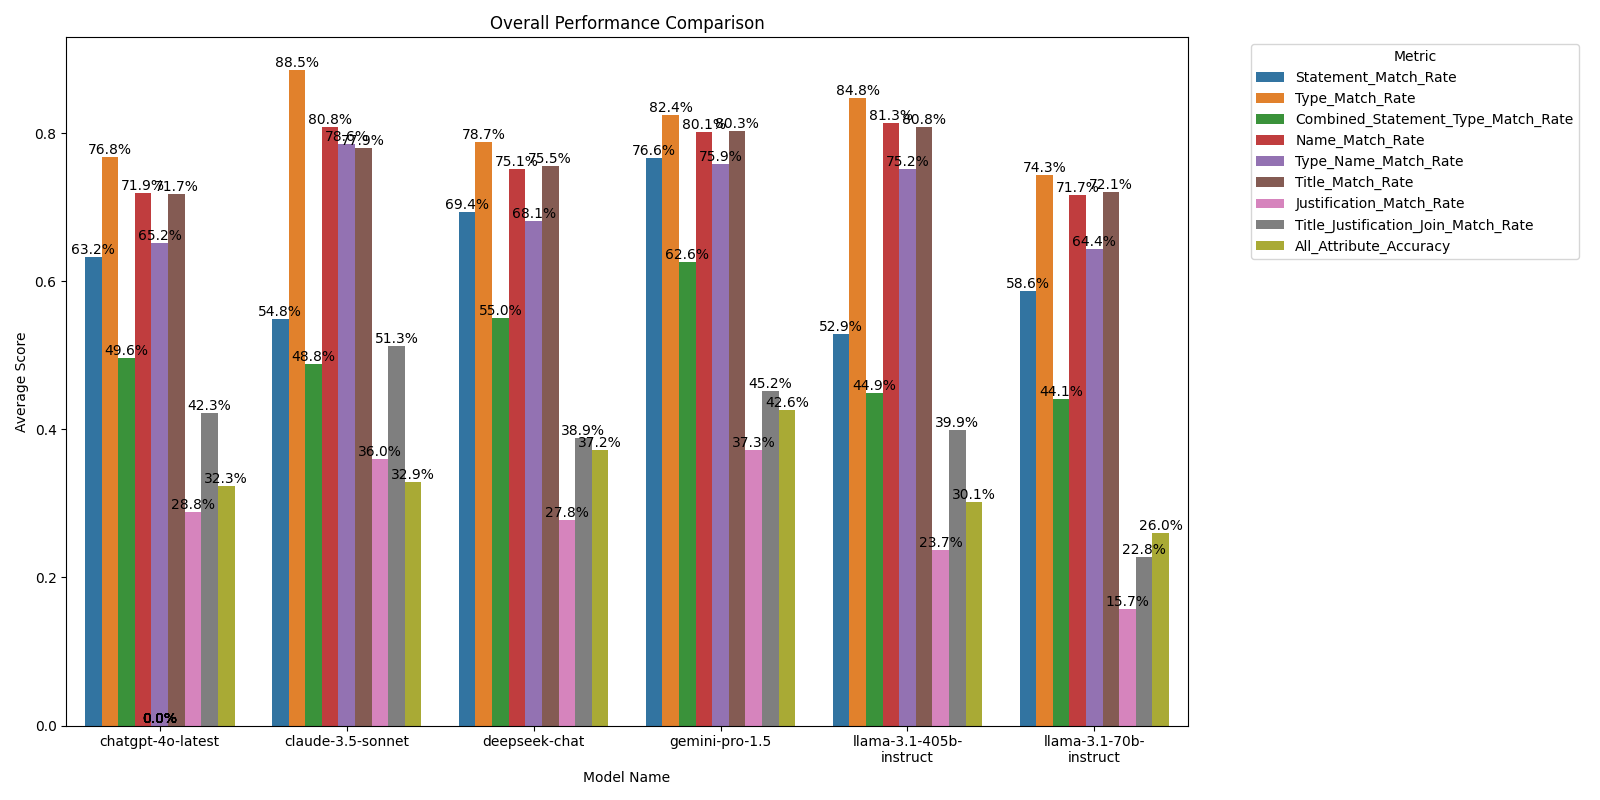 Overall Performance Comparison
Average Score
0.8
0.6
0.4
0.2
0.0
63.2%
76.8%
49.6%
71.9%
65.2%
71.7%
28.8%
42.3%
32.3%
0.0%
54.8%
88.5%
48.8%
80.8%
78.6%
77.9%
36.0%
51.3%
32.9%
69.4%
78.7%
55.0%
75.1%
68.1%
75.5%
27.8%
38.9%
37.2%
76.6%
82.4%
62.6%
80.1%
75.9%
80.3%
37.3%
45.2%
42.6%
52.9%
84.8%
44.9%
81.3%
75.2%
80.8%
23.7%
39.9%
30.1%
58.6%
74.3%
44.1%
71.7%
64.4%
72.1%
15.7%
22.8%
26.0%
chatgpt-4o-latest
claude-3.5-sonnet
deepseek-chat
gemini-pro-1.5
llama-3.1-405b-
instruct
llama-3.1-70b-
instruct
Model Name
Metric
Statement_Match_Rate
Type_Match_Rate
Combined_Statement_Type_Match_Rate
Name_Match_Rate
Type_Name_Match_Rate
Title_Match_Rate
Justification_Match_Rate
Title_Justification_Join_Match_Rate
All_Attribute_Accuracy